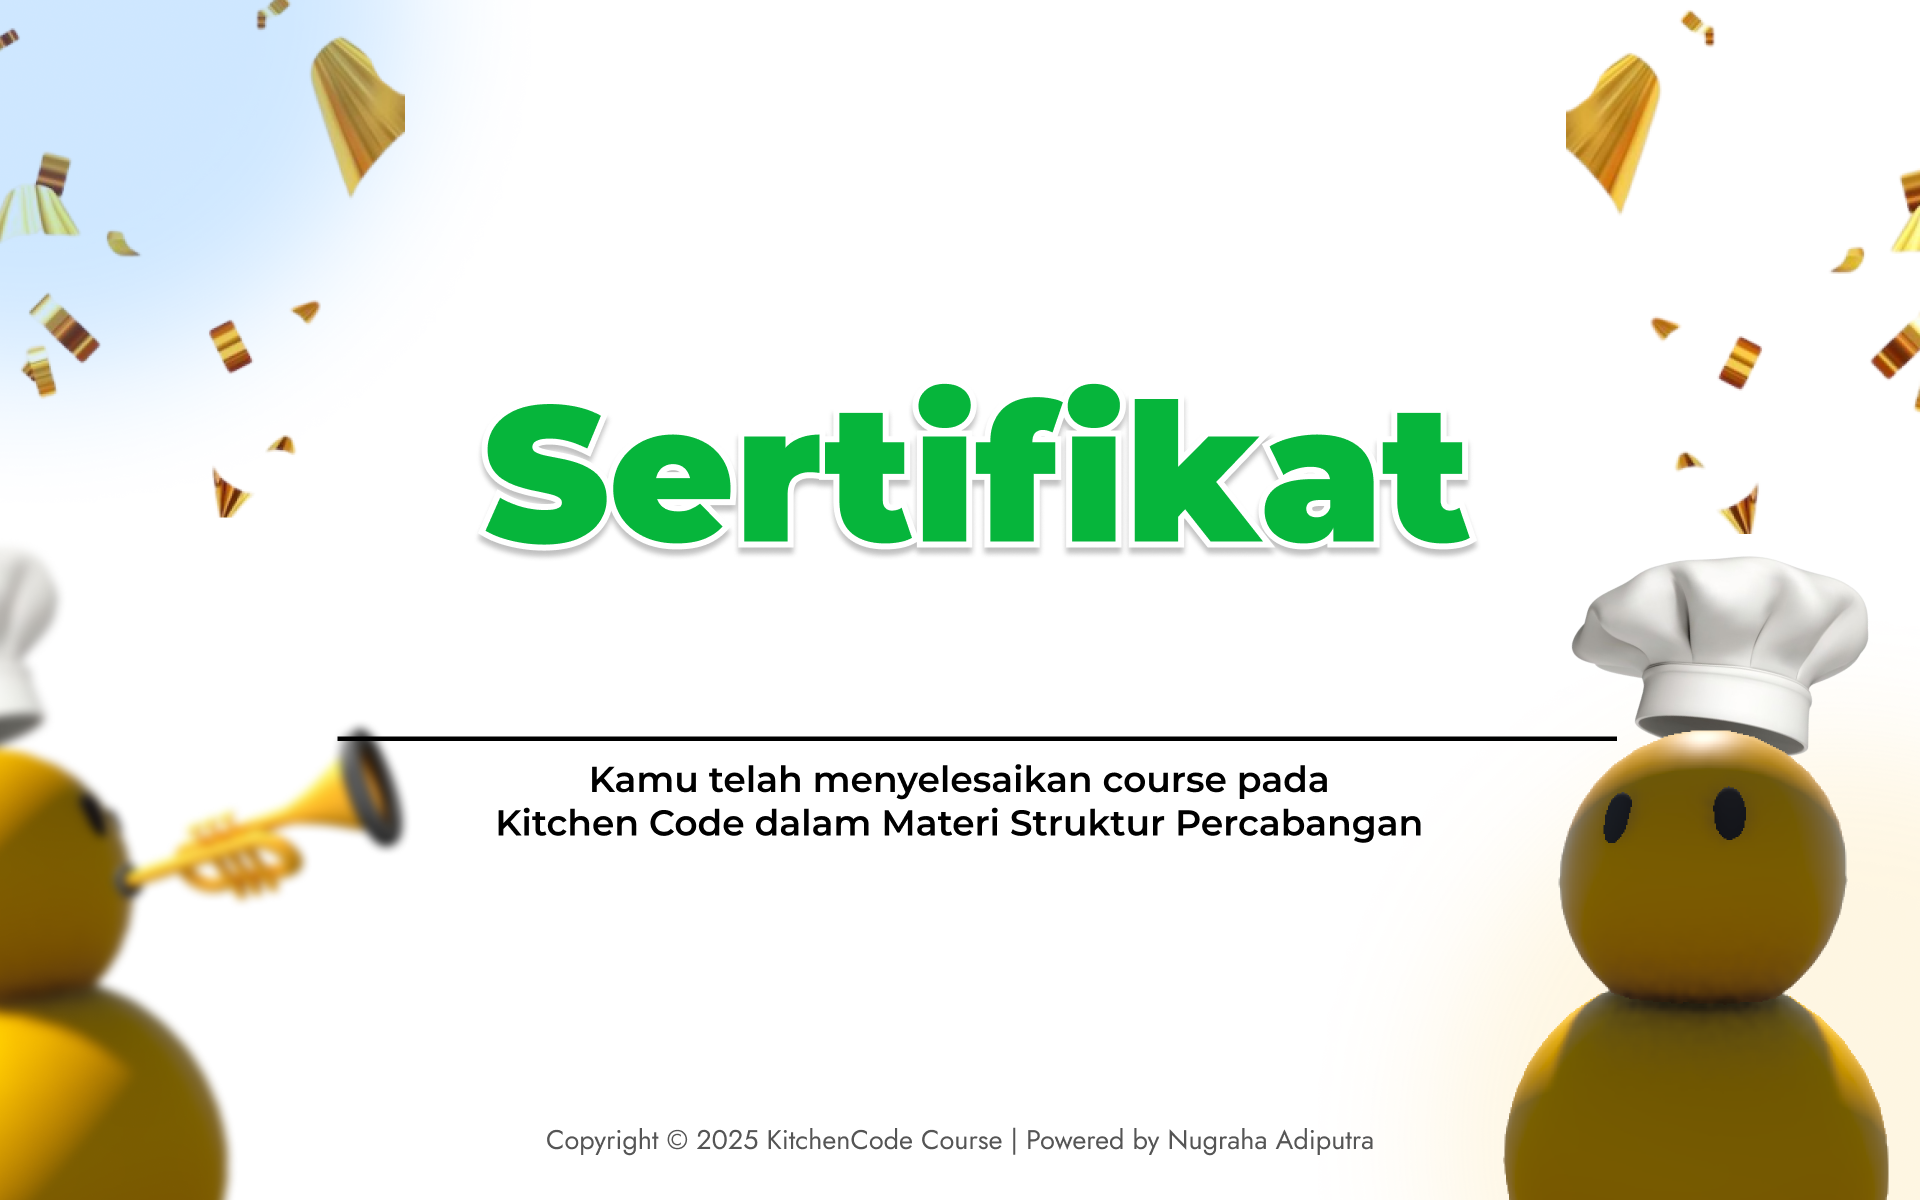 Sertifikat
Kamu telah menyelesaikan course pada
Kitchen Code dalam Materi Struktur Percabangan
Copyright © 2025 KitchenCode Course | Powered by Nugraha Adiputra